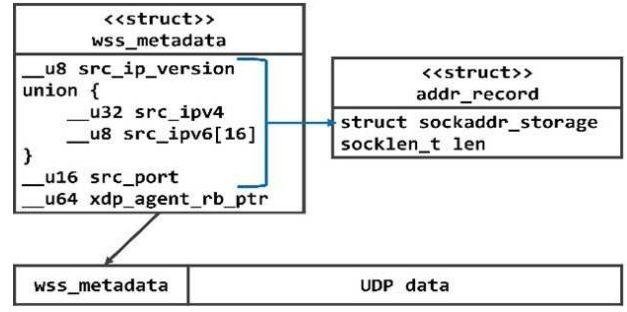 <<struct>>
wss_metadata
__u8 src_ip_version
union {
__u32 src_ipv4
__u8 src_ipv6[16]
}
__u16 src_port
__u64 xdp_agent_rb_ptr
<<struct>>
addr_record
struct sockaddr_storage
socklen_t len
wss_metadata
UDP data